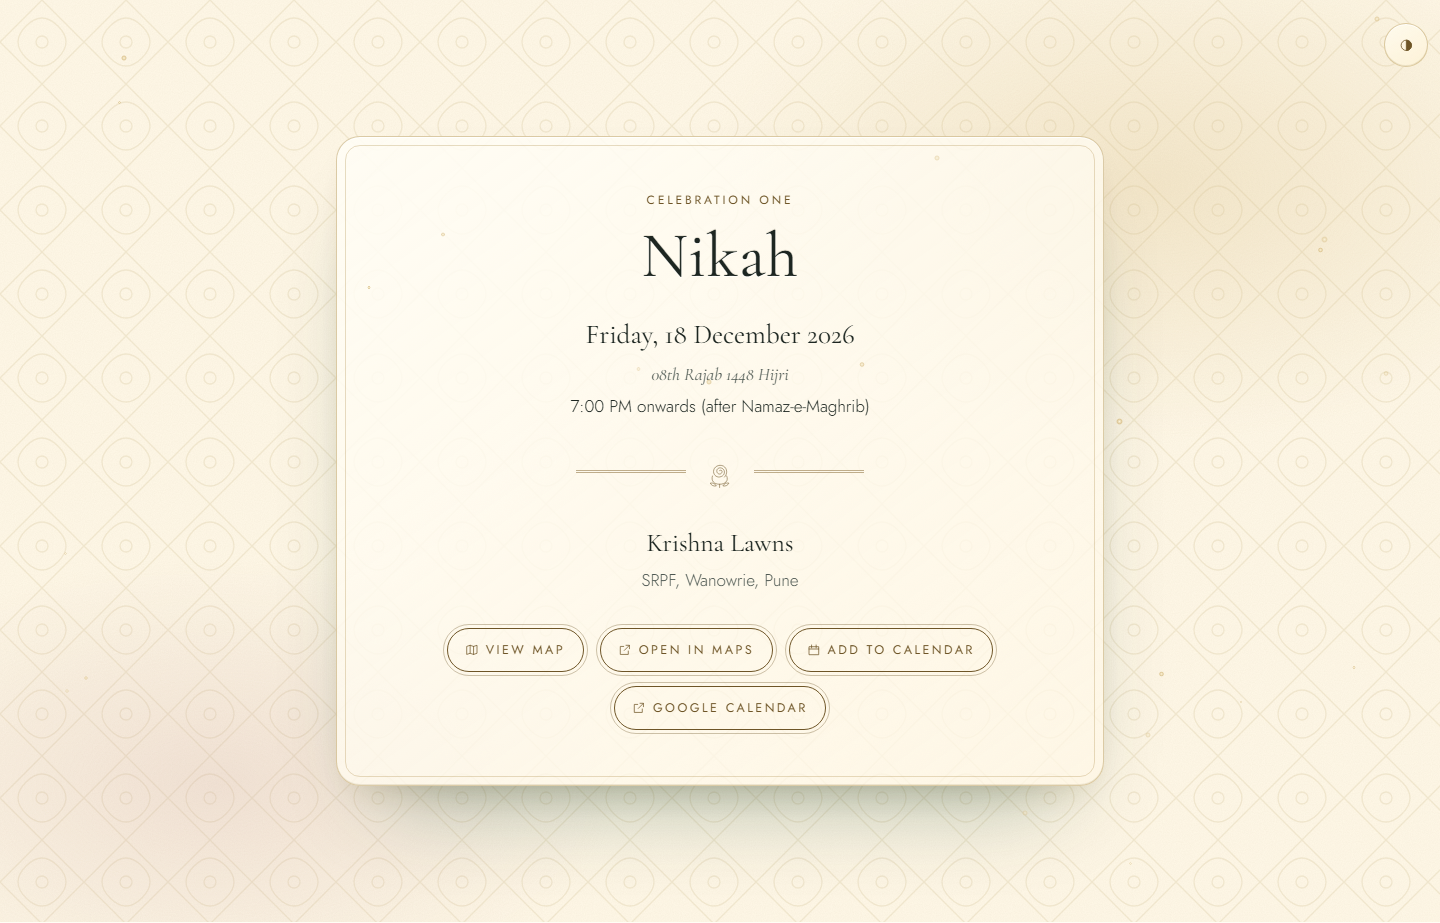 CELEBRATION ONE
Nikah
Friday, 18 December 2026
08th Rajab 1448 Hijri
7:00 PM onwards (after Namaz-e-Maghrib)
Krishna Lawns
SRPF, Wanowrie, Pune
VIEW MAP
OPEN IN MAPS
ADD TO CALENDAR
GOOGLE CALENDAR